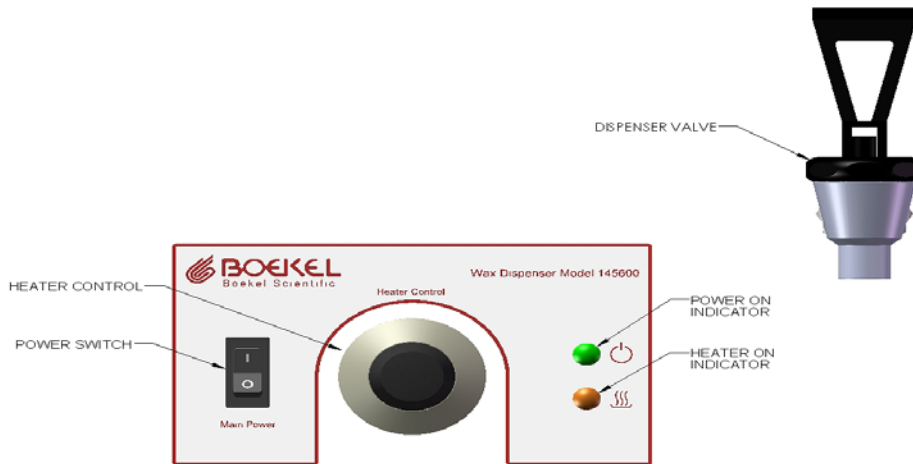 DISPENSER VALVE
BOEKEL
Boekel Scientific
Wax Dispenser Model 145600
HEATER CONTROL
Heater Control
POWER ON
INDICATOR
POWER SWITCH
I
O
HEATER ON
INDICATOR
Main Power